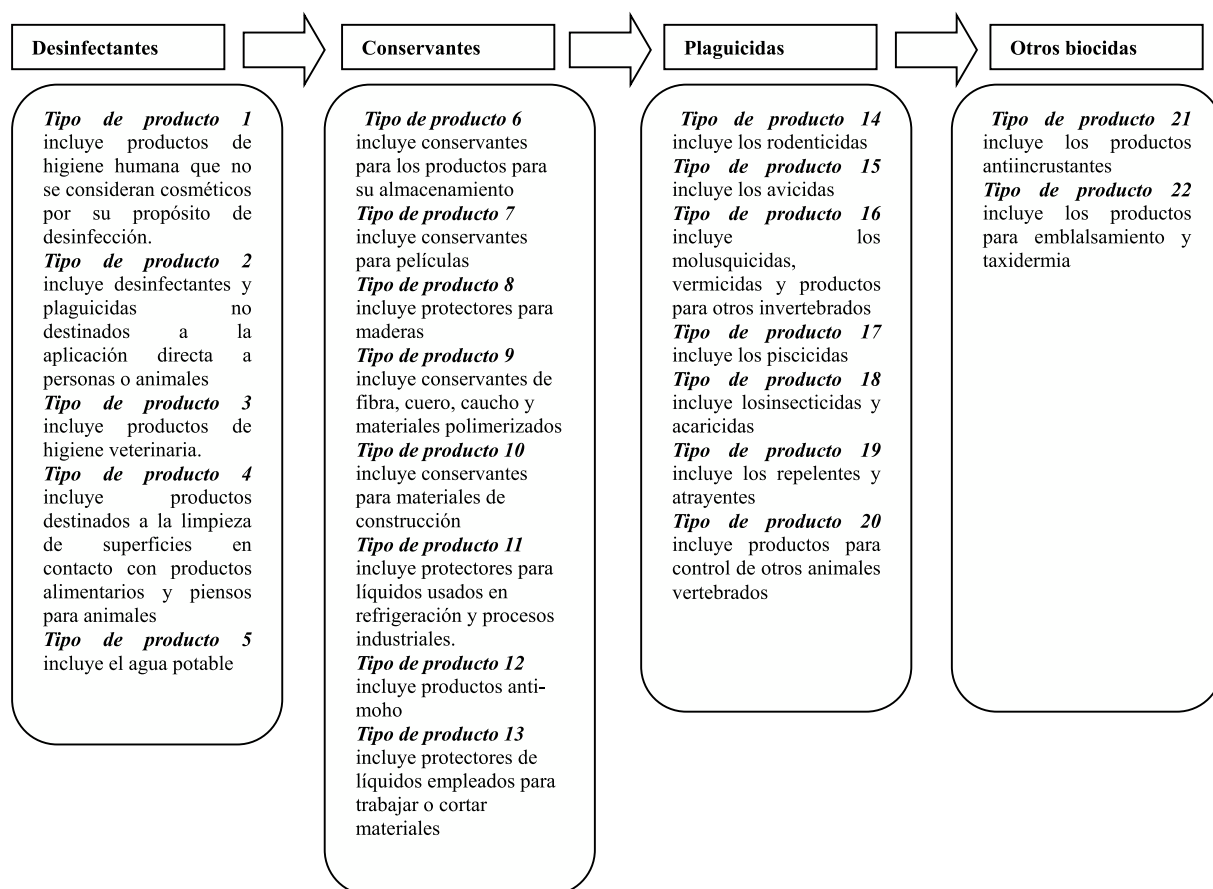 Desinfectantes
Tipo de producto 1
incluye productos de
higiene humana que no
se consideran cosméticos
por su propósito de
desinfección.
Tipo de producto 2
incluye desinfectantes y
plaguicidas no
destinados a la
aplicación directa a
personas o animales
Tipo de producto 3
incluye productos de
higiene veterinaria.
Tipo de producto 4
incluye productos
destinados a la limpieza
de superficies en
contacto con productos
alimentarios y piensos
para animales
Tipo de producto 5
incluye el agua potable
Conservantes
Tipo de producto 6
incluye conservantes
para los productos para
su almacenamiento
Tipo de producto 7
incluye conservantes
para películas
Tipo de producto 8
incluye protectores para
maderas
Tipo de producto 9
incluye conservantes de
fibra, cuero, caucho y
materiales polimerizados
Tipo de producto 10
incluye conservantes
para materiales de
construcción
Tipo de producto 11
incluye protectores para
líquidos usados en
refrigeración y procesos
industriales.
Tipo de producto 12
incluye productos anti-
moho
Tipo de producto 13
incluye protectores de
líquidos empleados para
trabajar o cortar
materiales
Plaguicidas
Tipo de producto 14
incluye los rodenticidas
Tipo de producto 15
incluye los avicidas
Tipo de producto 16
incluye los
molusquicidas,
vermicidas y productos
para otros invertebrados
Tipo de producto 17
incluye los piscicidas
Tipo de producto 18
incluye losinsecticidas y
acaricidas
Tipo de producto 19
incluye los repelentes y
atrayentes
Tipo de producto 20
incluye productos para
control de otros animales
vertebrados
Otros biocidas
Tipo de producto 21
incluye los productos
antiincrustantes
Tipo de producto 22
incluye los productos
para emblalsamiento y
taxidermia